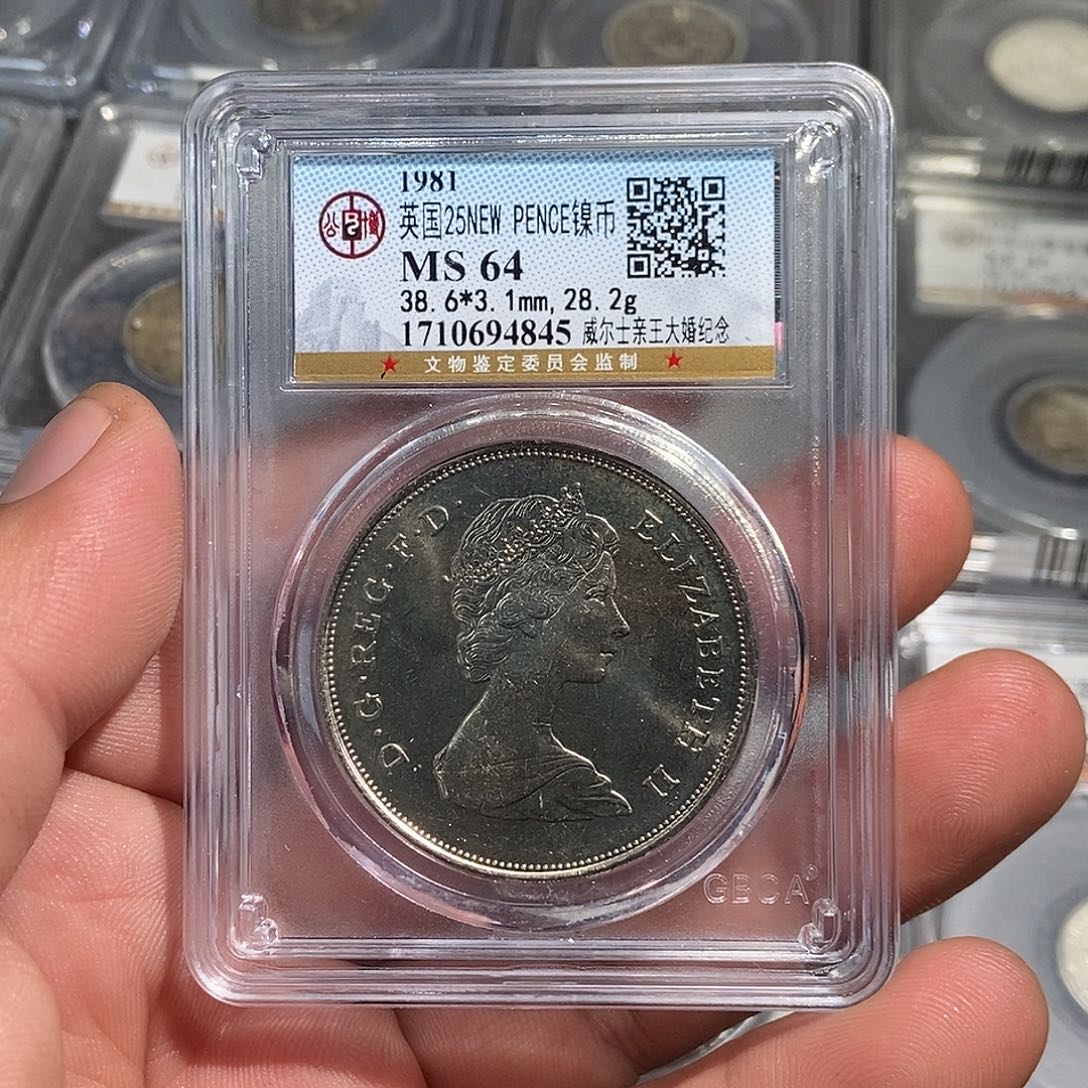 1981
英国25NEW PENCE镍币
MS 64
38.6*3.1mm,28.2g
1710694845 威尔士亲王大婚纪念
★ 文物鉴定委员会监制 ★
D·G·REG·F·D
ELIZABETH II
GBCA